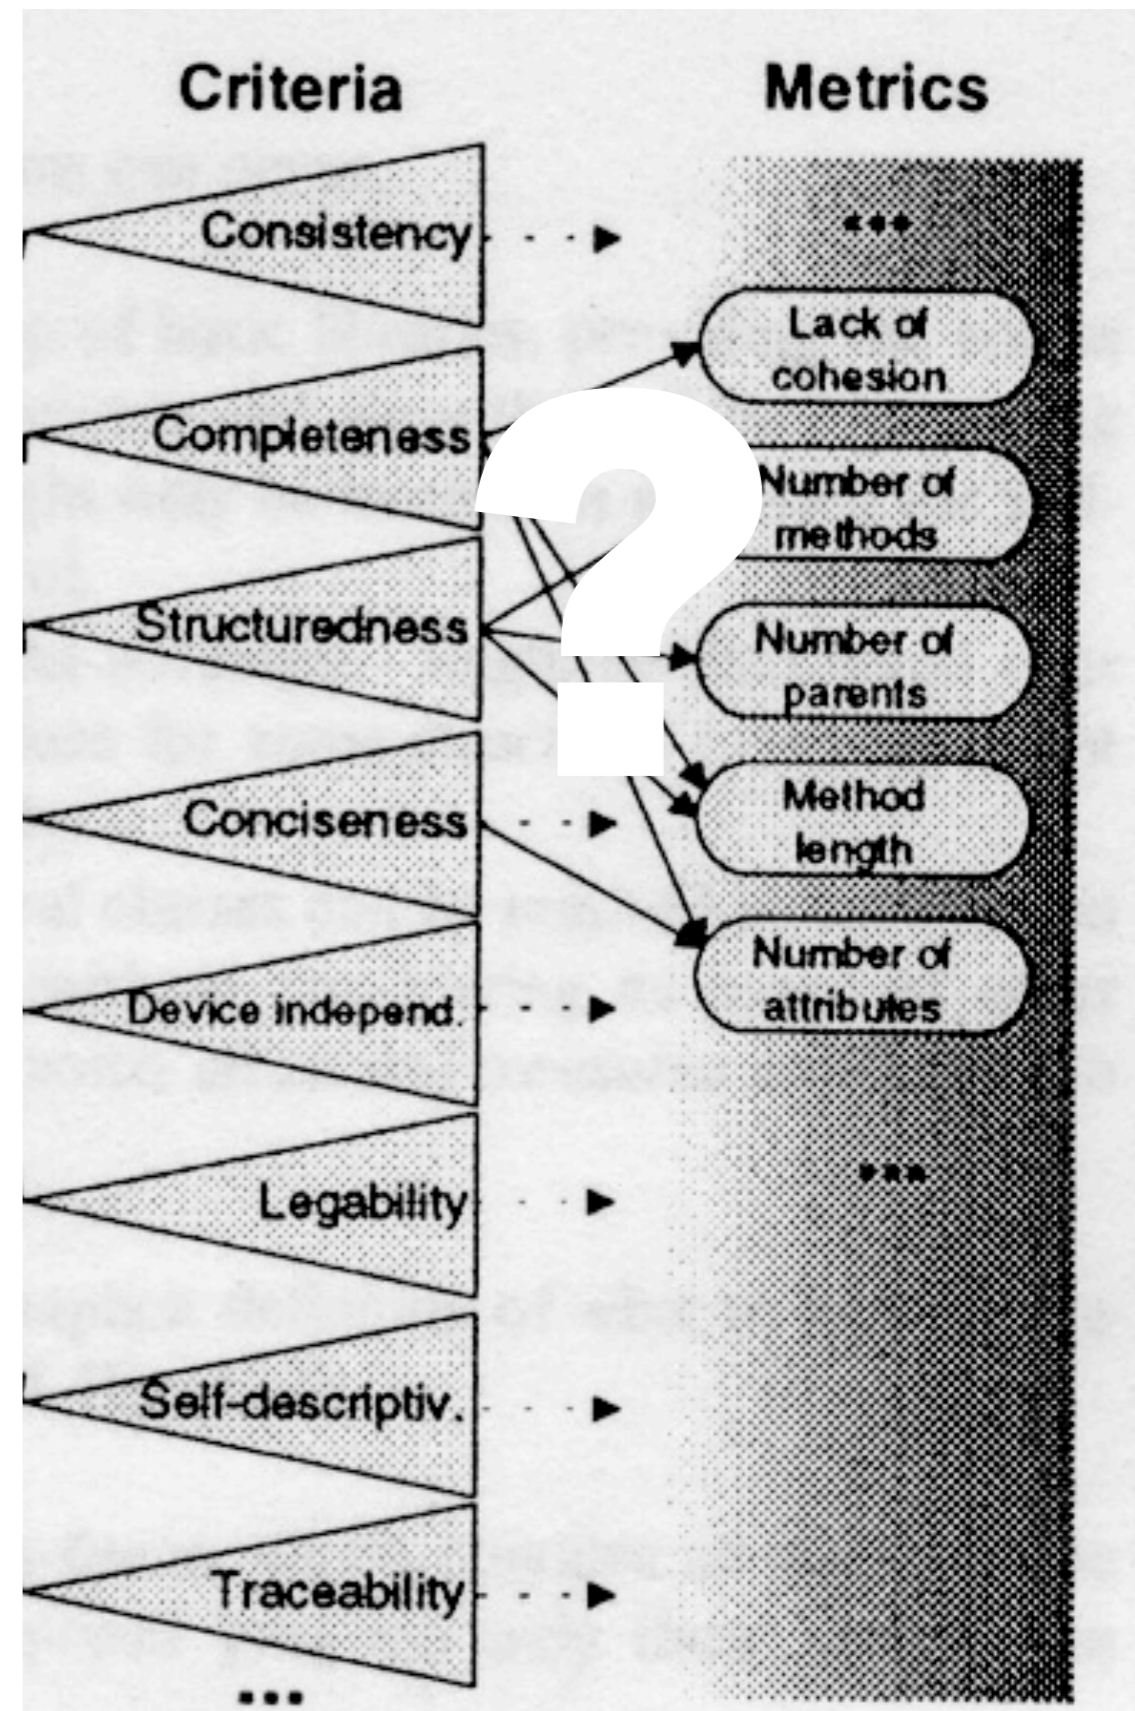 Criteria
Metrics
Consistency
Completeness
Structuredness
Conciseness
Device independ.
Legability
Self-descriptiv.
Traceability
...
...
Lack of
cohesion
Number of
methods
Number of
parents
Method
length
Number of
attributes
...
?